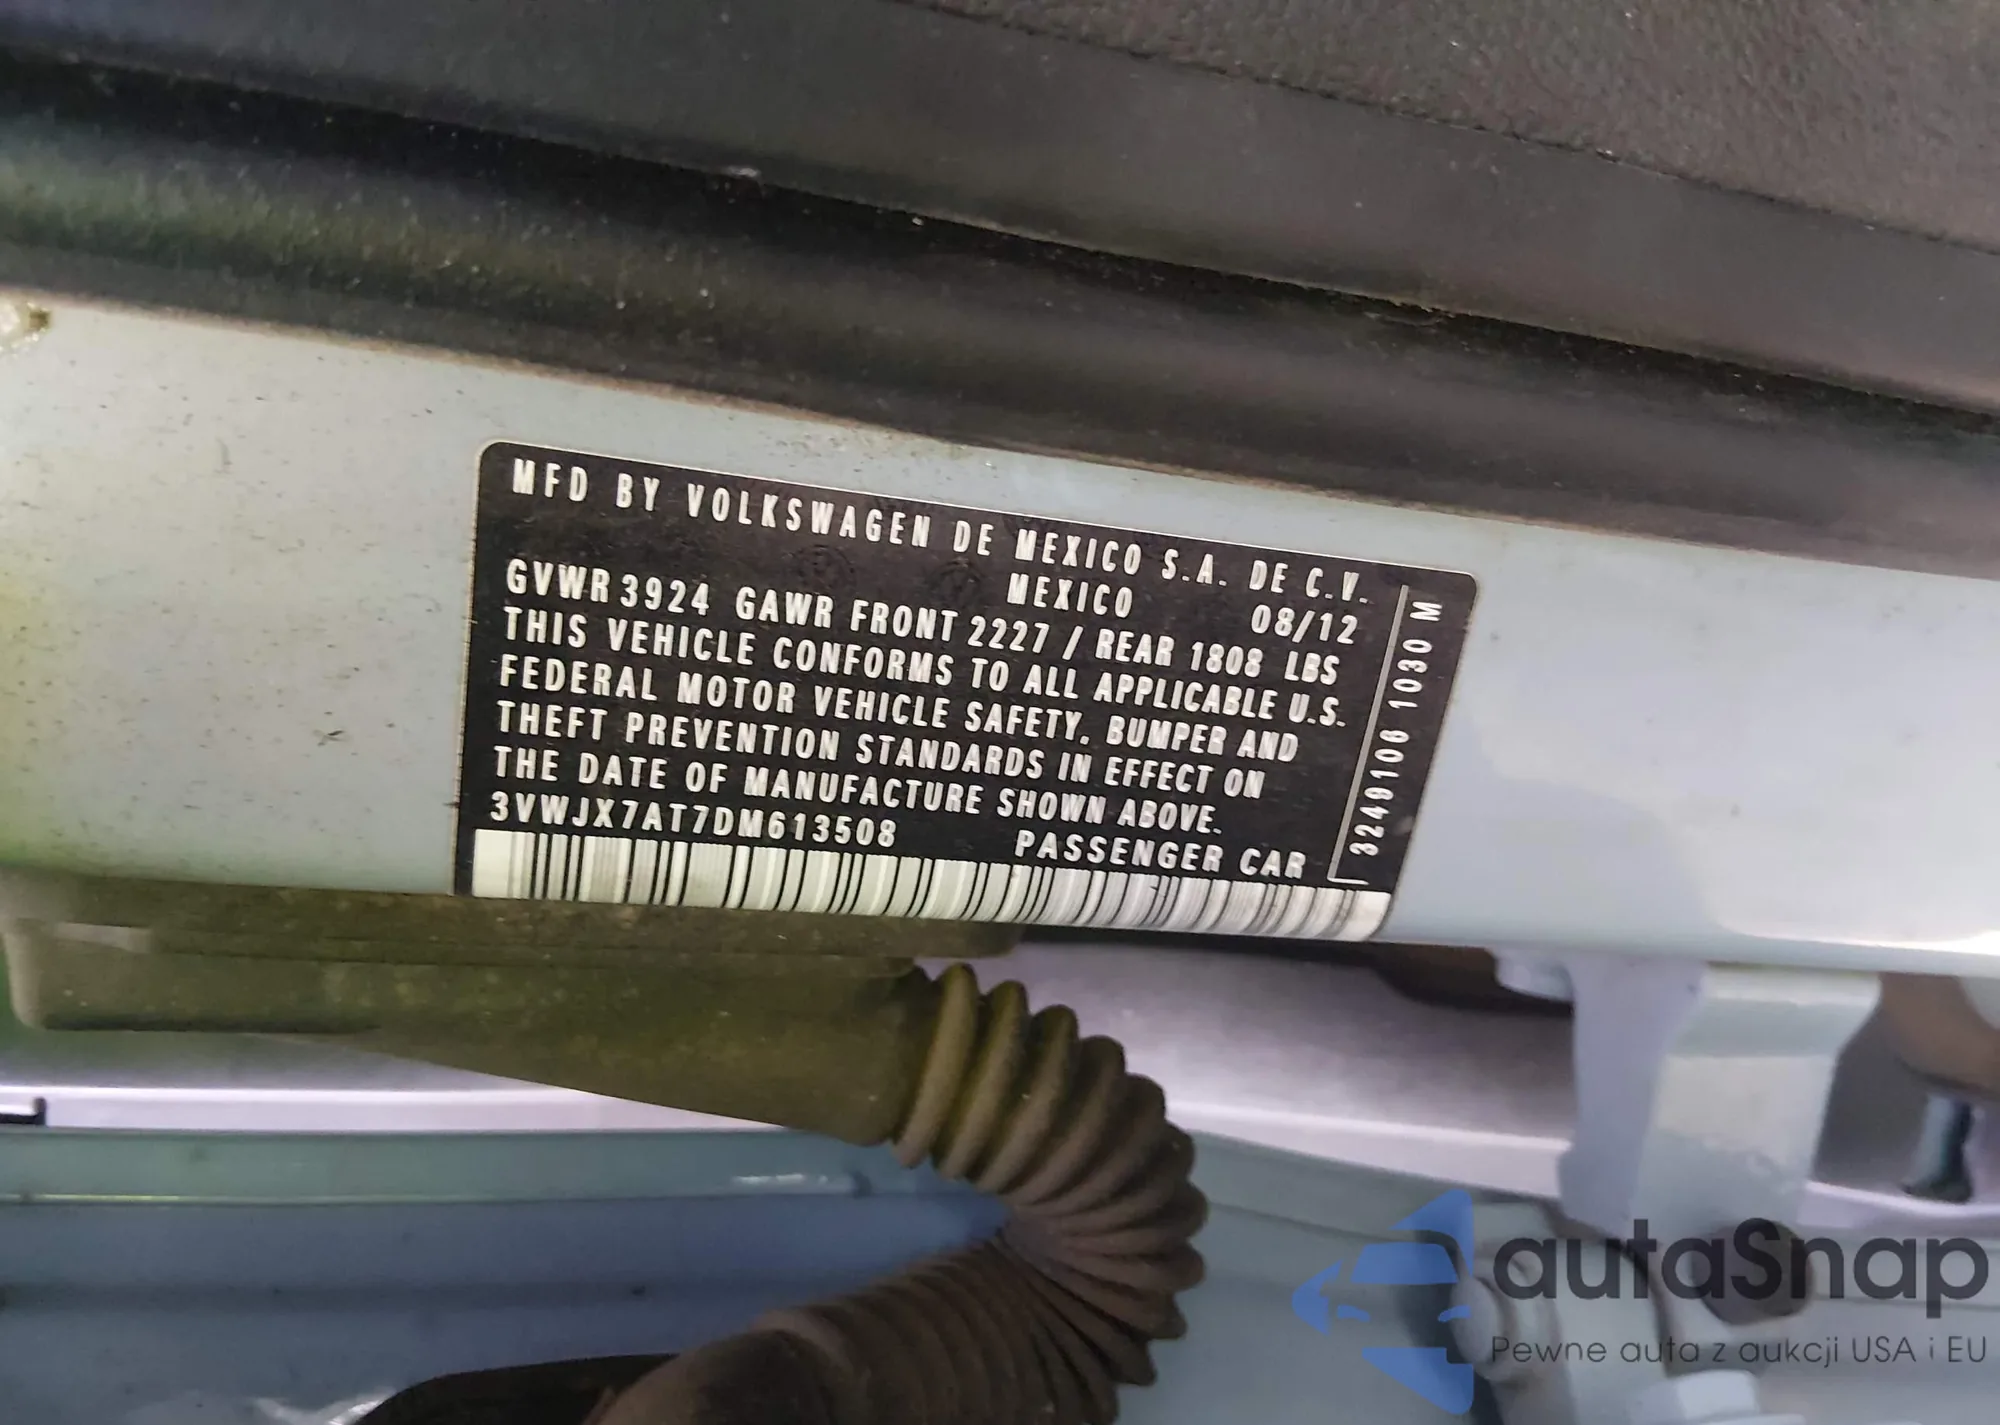 MFD BY VOLKSWAGEN DE MEXICO S.A. DE C.V.
MEXICO 08/12
GVWR 3924 GAWR FRONT 2227 / REAR 1808 LBS
THIS VEHICLE CONFORMS TO ALL APPLICABLE U.S.
FEDERAL MOTOR VEHICLE SAFETY, BUMPER AND
THEFT PREVENTION STANDARDS IN EFFECT ON
THE DATE OF MANUFACTURE SHOWN ABOVE.
3VWJX7AT7DM613508 PASSENGER CAR
3249106 1030 M
autaSnap
Pewne auta z aukcji USA i EU